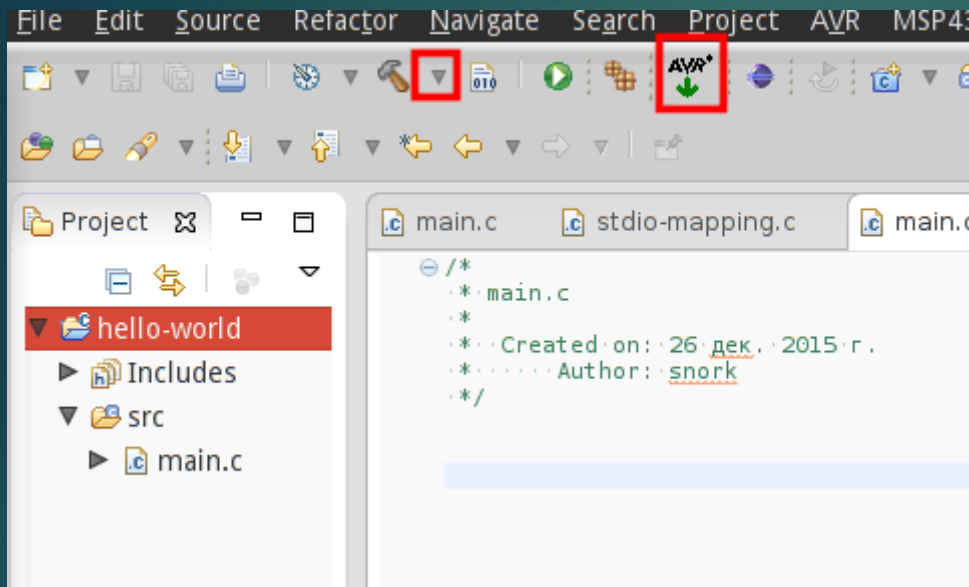 File Edit Source Refactor Navigate Search Project AVR MSP43
010
AVR
Project
main.c
stdio-mapping.c
main.c
/*
* main.c
*
* Created on: 26 дек. 2015 г.
* Author: snork
*/
hello-world
Includes
src
main.c